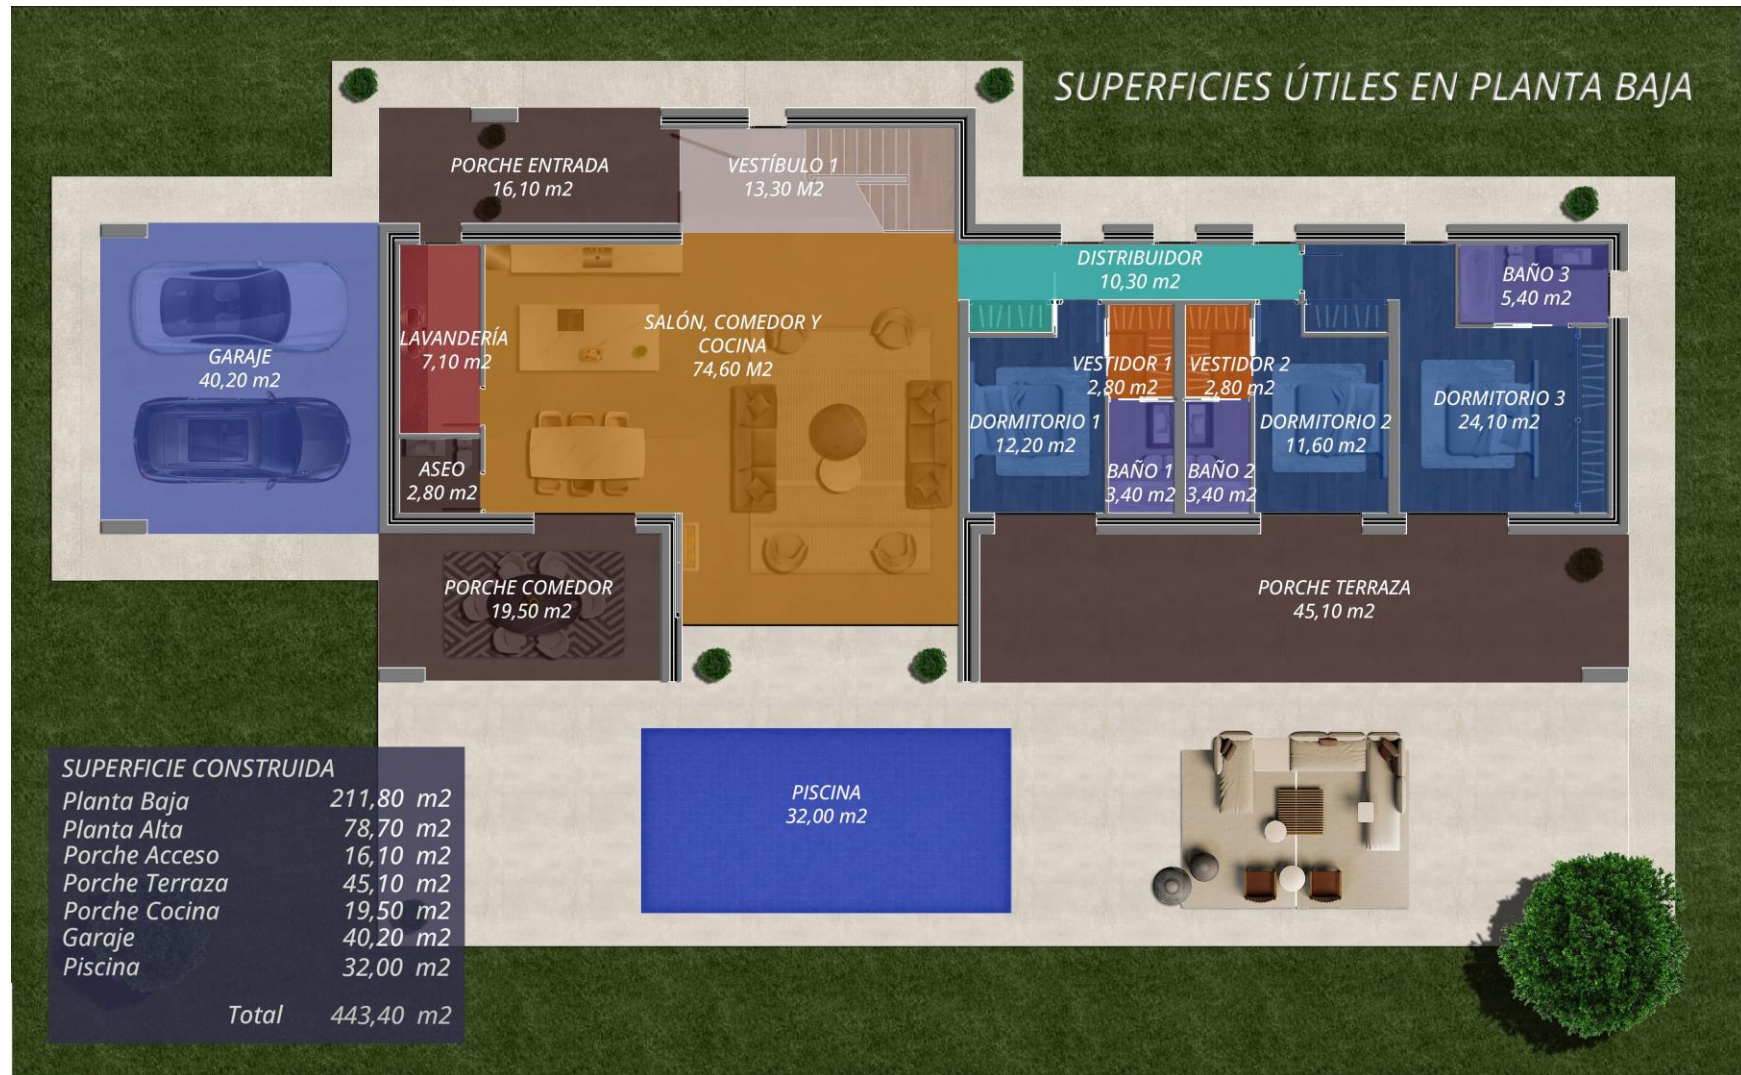 SUPERFICIES ÚTILES EN PLANTA BAJA
PORCHE ENTRADA
16,10 m2
VESTÍBULO 1
13,30 M2
DISTRIBUIDOR
10,30 m2
BAÑO 3
5,40 m2
GARAJE
40,20 m2
LAVANDERÍA
7,10 m2
SALÓN, COMEDOR Y
COCINA
74,60 M2
VESTIDOR 1
2,80 m2
VESTIDOR 2
2,80 m2
DORMITORIO 1
12,20 m2
DORMITORIO 2
11,60 m2
DORMITORIO 3
24,10 m2
ASEO
2,80 m2
BAÑO 1
3,40 m2
BAÑO 2
3,40 m2
PORCHE COMEDOR
19,50 m2
PORCHE TERRAZA
45,10 m2
PISCINA
32,00 m2
SUPERFICIE CONSTRUIDA
Planta Baja 211,80 m2
Planta Alta 78,70 m2
Porche Acceso 16,10 m2
Porche Terraza 45,10 m2
Porche Cocina 19,50 m2
Garaje 40,20 m2
Piscina 32,00 m2
Total 443,40 m2